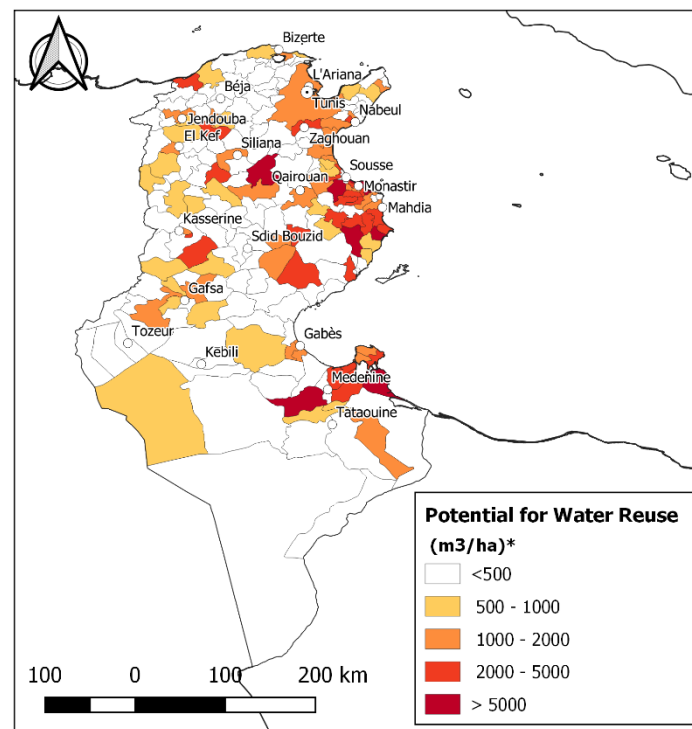 Bizerte
L'Ariana
Tunis
Béja
Nabeul
Jendouba
El Kef
Zaghouan
Siliana
Sousse
Qairouan
Monastir
Mahdia
Kasserine
Sdid Bouzid
Gafsa
Tozeur
Gabès
Kēbili
Medenine
Tataouine
Potential for Water Reuse
(m3/ha)*
<500
500 - 1000
1000 - 2000
2000 - 5000
> 5000
100 0 100 200 km